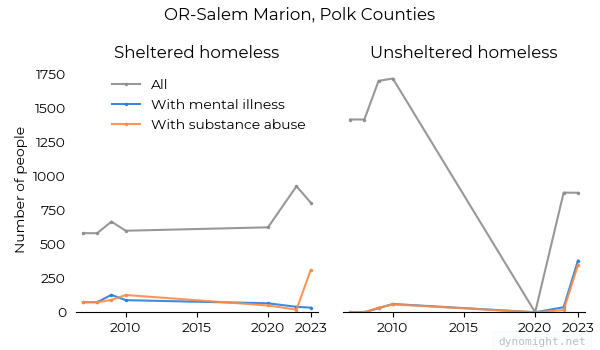 OR-Salem Marion, Polk Counties
Sheltered homeless
Unsheltered homeless
Number of people
1750
1500
1250
1000
750
500
250
0
All
With mental illness
With substance abuse
2010 2015 2020 2023
2010 2015 2020 2023
dynomight.net